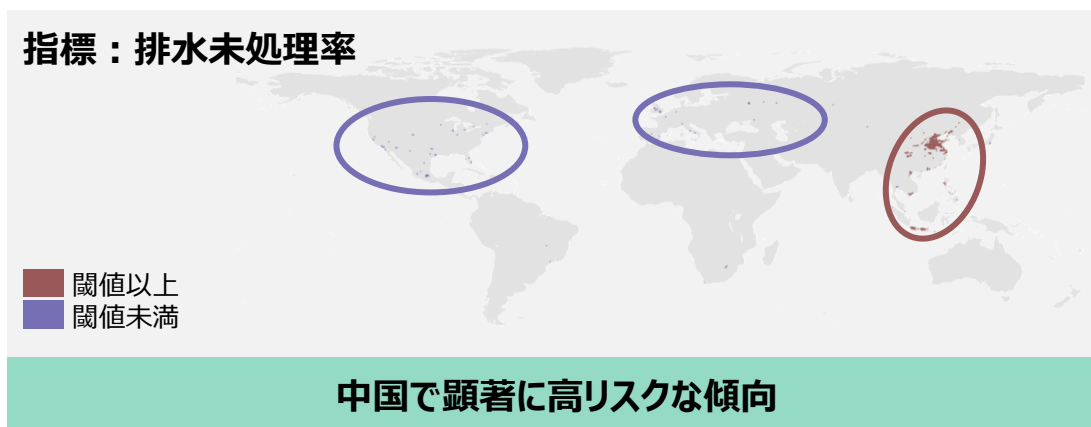 指標：排水未処理率
閾値以上
閾値未満
中国で顕著に高リスクな傾向